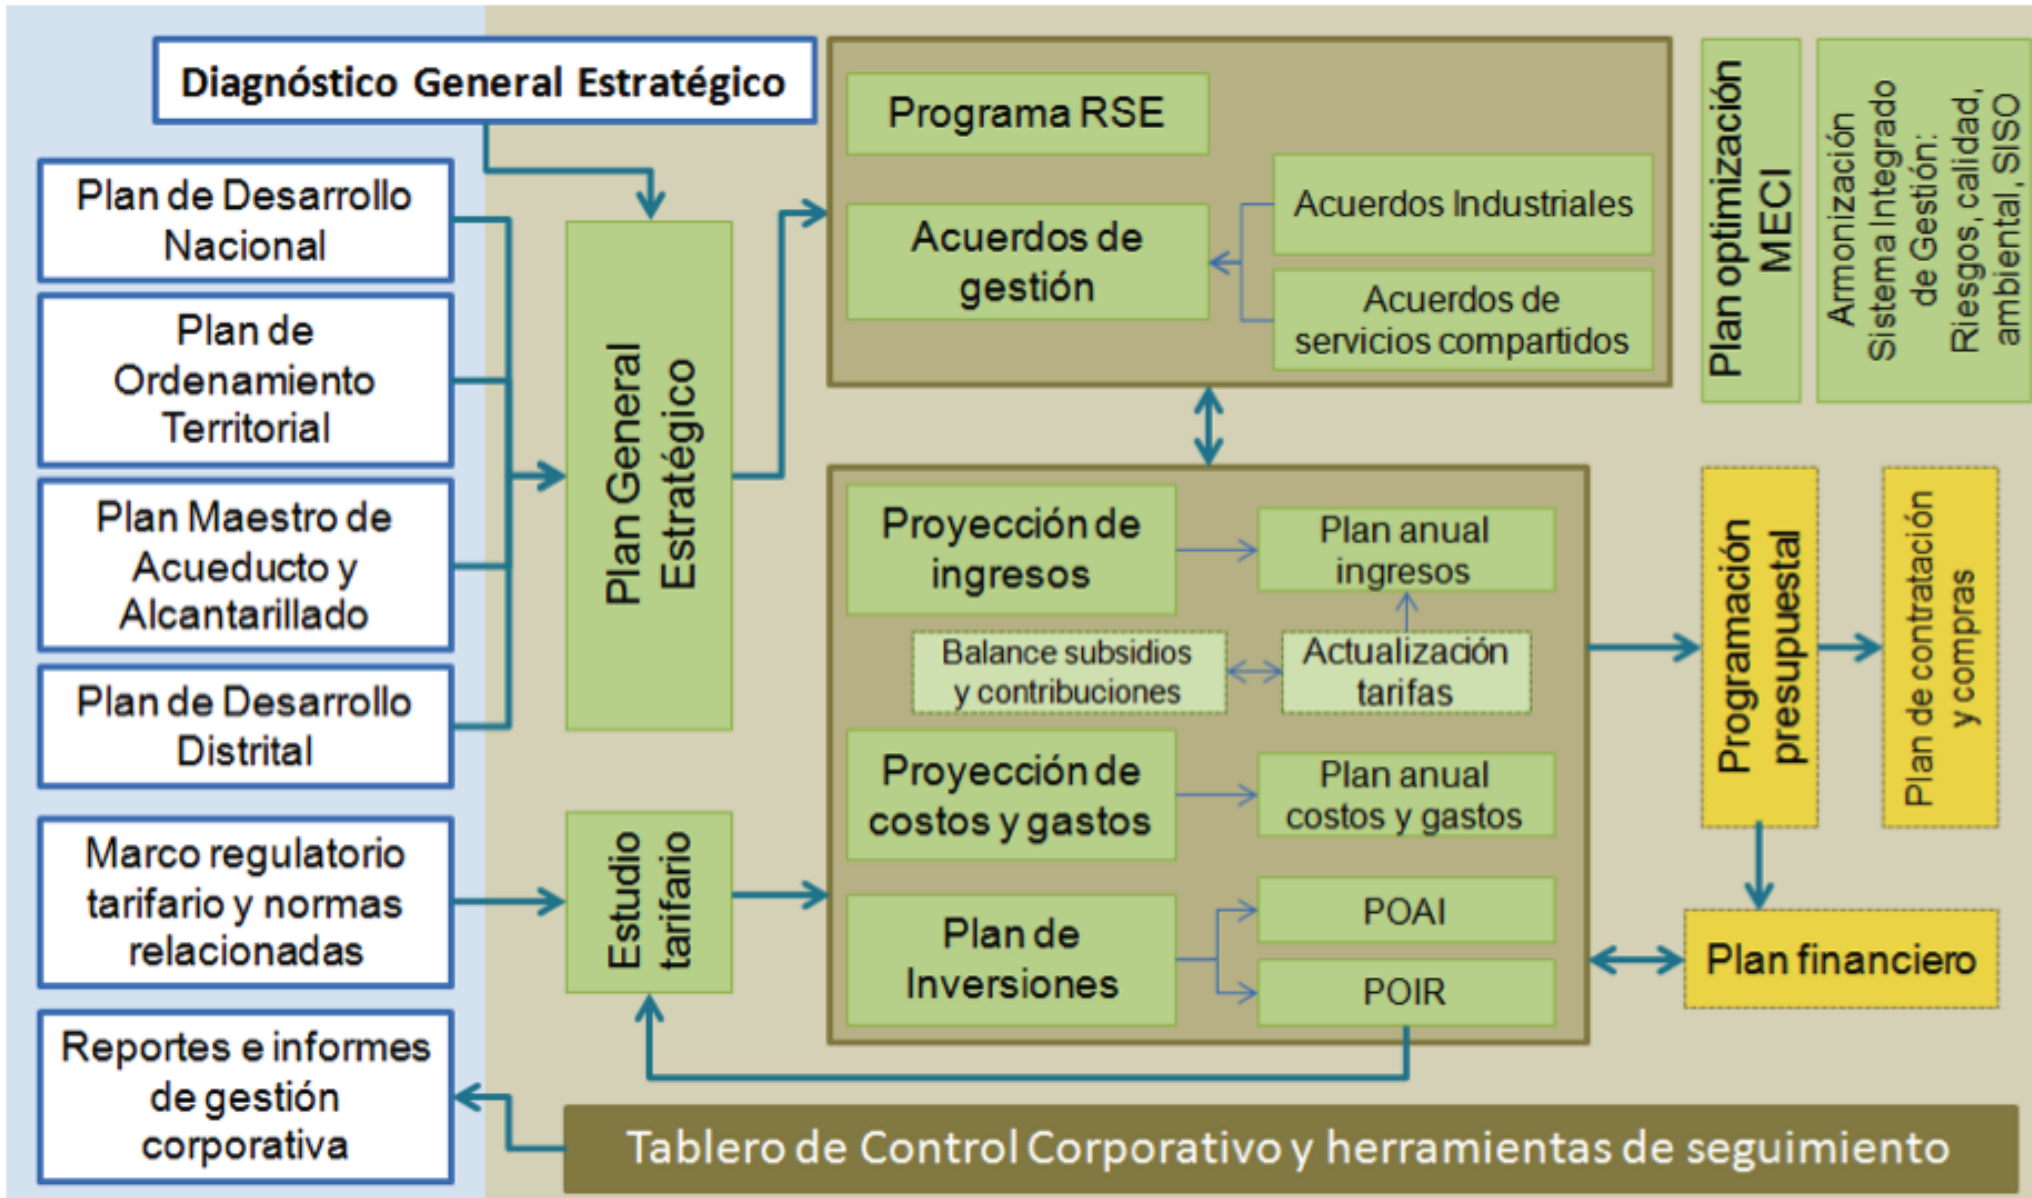 Diagnóstico General Estratégico
Plan de Desarrollo
Nacional
Plan de
Ordenamiento
Territorial
Plan Maestro de
Acueducto y
Alcantarillado
Plan de Desarrollo
Distrital
Marco regulatorio
tarifario y normas
relacionadas
Reportes e informes
de gestión
corporativa
Plan General
Estratégico
Estudio
tarifario
Programa RSE
Acuerdos de
gestión
Acuerdos Industriales
Acuerdos de
servicios compartidos
Plan optimización
MECI
Armonización
Sistema Integrado
de Gestión:
Riesgos, calidad,
ambiental, SISO
Proyección de
ingresos
Plan anual
ingresos
Balance subsidios
y contribuciones
Actualización
tarifas
Proyección de
costos y gastos
Plan anual
costos y gastos
Plan de
Inversiones
POAI
POIR
Programación
presupuestal
Plan de contratación
y compras
Plan financiero
Tablero de Control Corporativo y herramientas de seguimiento